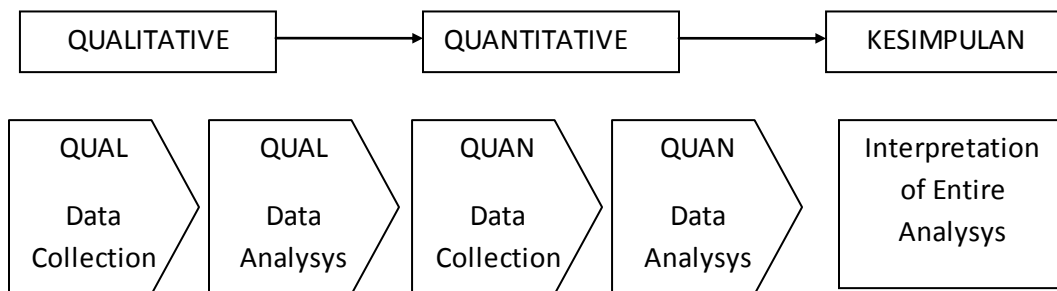 QUALITATIVE
QUANTITATIVE
KESIMPULAN
QUAL
Data
Collection
QUAL
Data
Analysys
QUAN
Data
Collection
QUAN
Data
Analysys
Interpretation
of Entire
Analysys